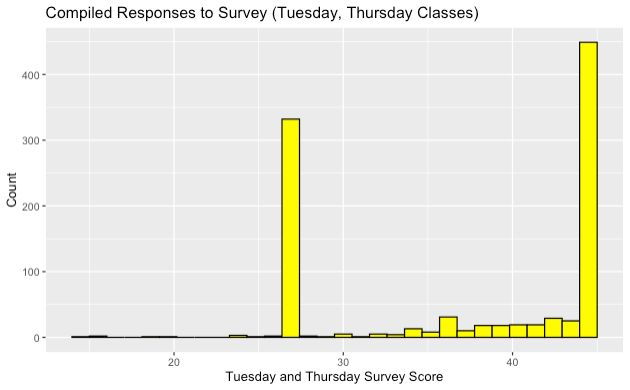 Compiled Responses to Survey (Tuesday, Thursday Classes)
Count
400
300
200
100
0
20 30 40
Tuesday and Thursday Survey Score